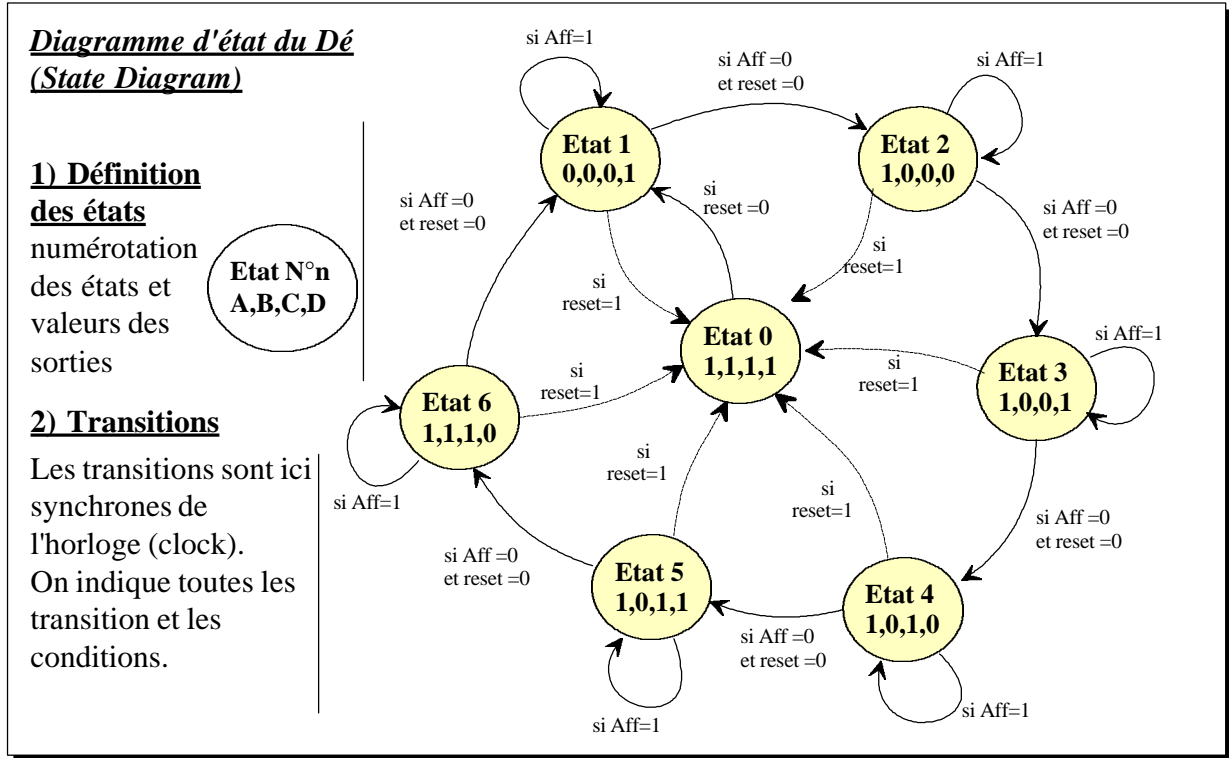 Diagramme d'état du Dé
(State Diagram)
1) Définition
des états
numérotation
des états et
valeurs des
sorties
Etat N°n
A,B,C,D
2) Transitions
Les transitions sont ici
synchrones de
l'horloge (clock).
On indique toutes les
transition et les
conditions.
si Aff=1
Etat 1
0,0,0,1
si Aff =0
et reset =0
si Aff=1
Etat 2
1,0,0,0
si Aff =0
et reset =0
si
reset =0
si
reset=1
si Aff =0
et reset =0
si
reset=1
Etat 0
1,1,1,1
si
reset=1
si Aff=1
Etat 3
1,0,0,1
Etat 6
1,1,1,0
si
reset=1
si Aff=1
si
reset=1
si
reset=1
si Aff =0
et reset =0
si Aff =0
et reset =0
Etat 5
1,0,1,1
Etat 4
1,0,1,0
si Aff =0
et reset =0
si Aff=1
si Aff=1